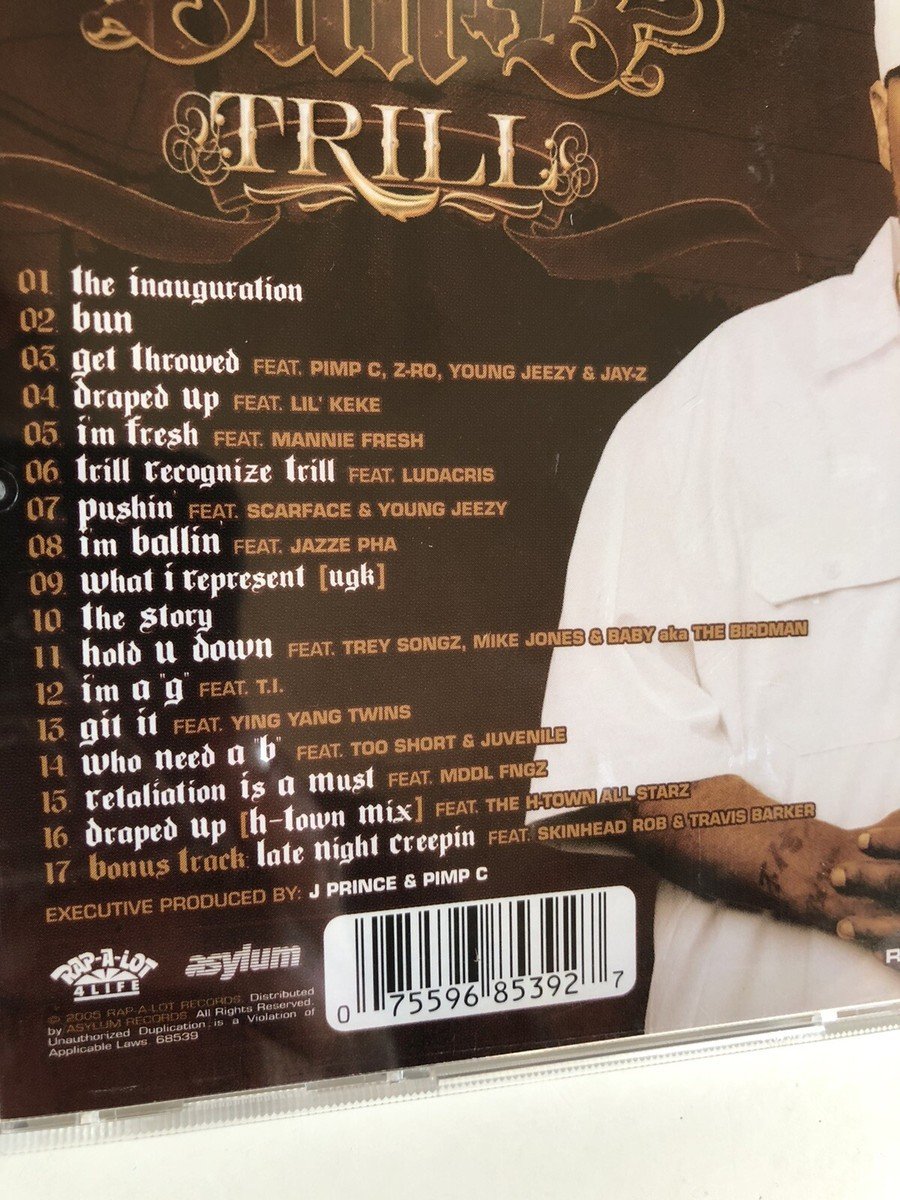 Bun-B
TRILL
01. the inauguration
02. bun
03. get throwed FEAT. PIMP C, Z-RO, YOUNG JEEZY & JAY-Z
04. draped up FEAT. LIL' KEKE
05. i'm fresh FEAT. MANNIE FRESH
06. trill recognize trill FEAT. LUDACRIS
07. pushin' FEAT. SCARFACE & YOUNG JEEZY
08. i'm ballin' FEAT. JAZZE PHA
09. what i represent [ugk]
10. the story
11. hold u down FEAT. TREY SONGZ, MIKE JONES & BABY aka THE BIRDMAN
12. i'm a "g" FEAT. T.I.
13. git it FEAT. YING YANG TWINS
14. who need a "b" FEAT. TOO SHORT & JUVENILE
15. retaliation is a must FEAT. MDDL FNGZ
16. draped up [h-town mix] FEAT. THE H-TOWN ALL STARZ
17. bonus track: late night creepin FEAT. SKINHEAD ROB & TRAVIS BARKER
EXECUTIVE PRODUCED BY: J PRINCE & PIMP C
RAP-A-LOT
4 LIFE
asylum
© 2005 RAP-A-LOT RECORDS. Distributed
by ASYLUM RECORDS. All Rights Reserved.
Unauthorized Duplication is a Violation of
Applicable Laws. 68539
0 75596 85392 7